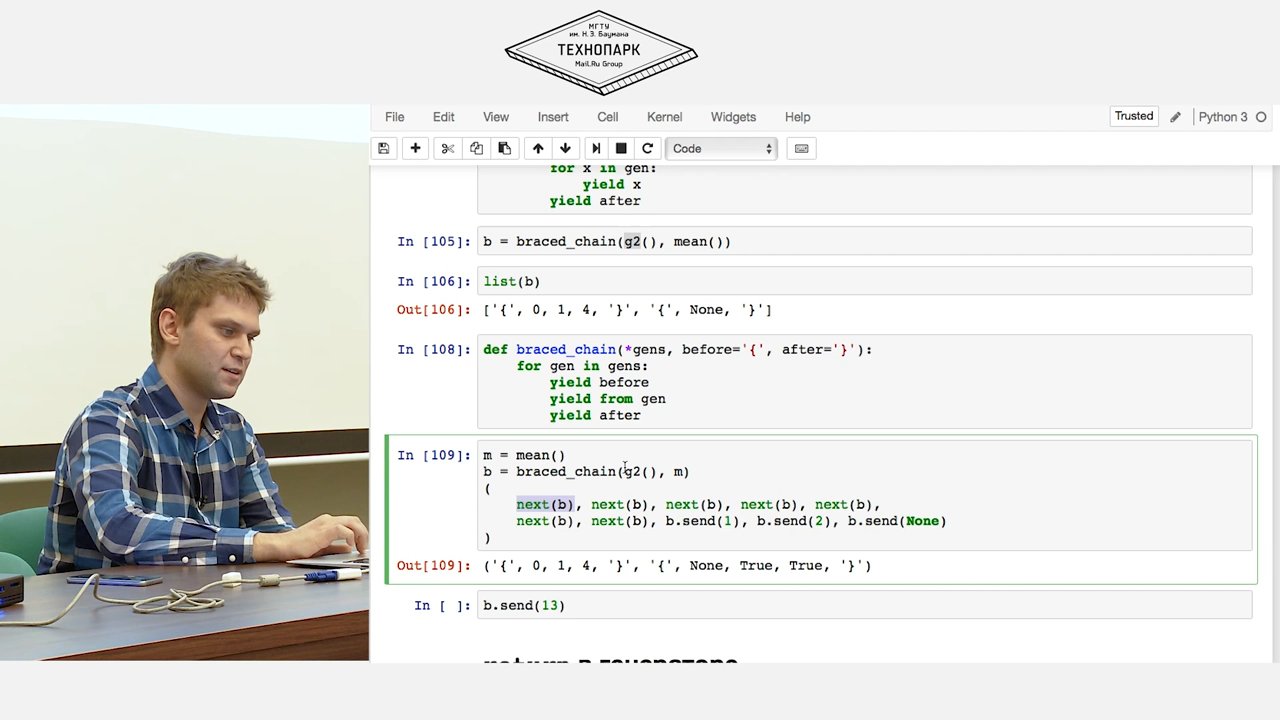 МГТУ
им. Н.Э. Баумана
ТЕХНОПАРК
Mail.Ru Group
File Edit View Insert Cell Kernel Widgets Help
Trusted Python 3
Code
for x in gen:
yield x
yield after
In [105]: b = braced_chain(g2(), mean())
In [106]: list(b)
Out[106]: ['{', 0, 1, 4, '}', '{', None, '}']
In [108]: def braced_chain(*gens, before='{', after='}'):
for gen in gens:
yield before
yield from gen
yield after
In [109]: m = mean()
b = braced_chain(g2(), m)
(
next(b), next(b), next(b), next(b), next(b),
next(b), next(b), b.send(1), b.send(2), b.send(None)
)
Out[109]: ('{', 0, 1, 4, '}', '{', None, True, True, '}')
In [ ]: b.send(13)
return в генераторе